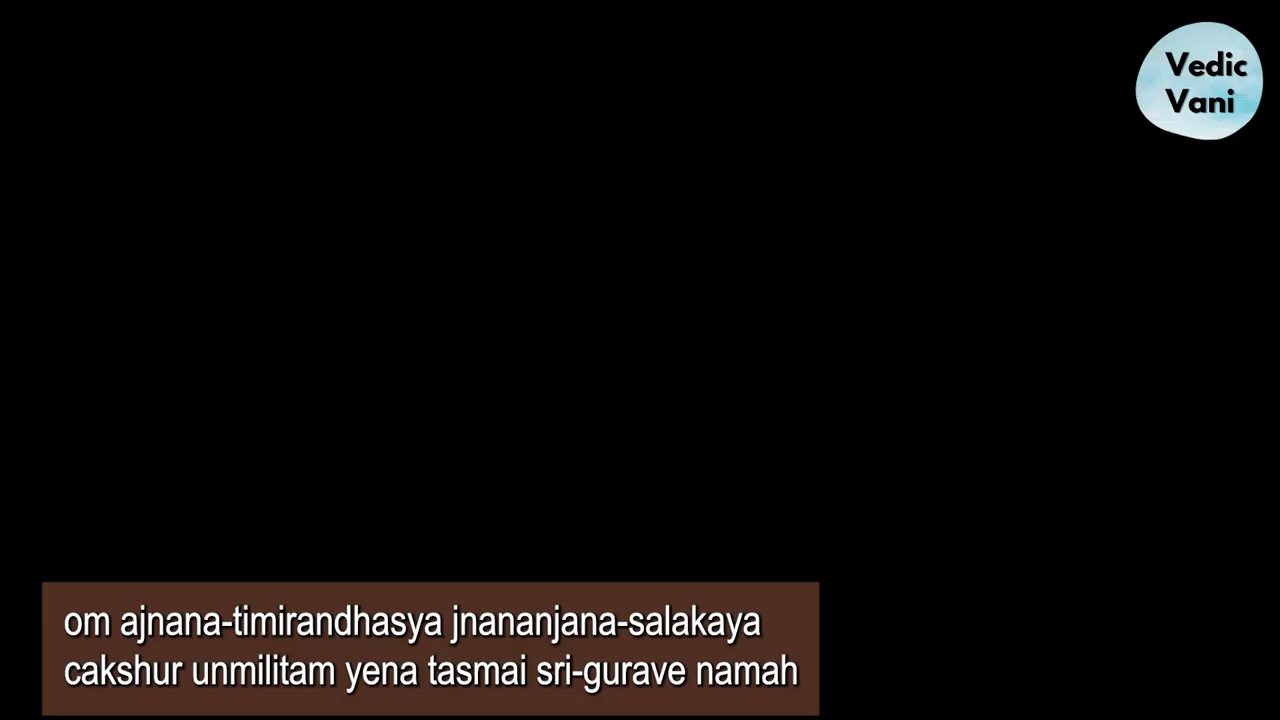 Vedic
Vani
om ajnana-timirandhasya jnananjana-salakaya
cakshur unmilitam yena tasmai sri-gurave namah